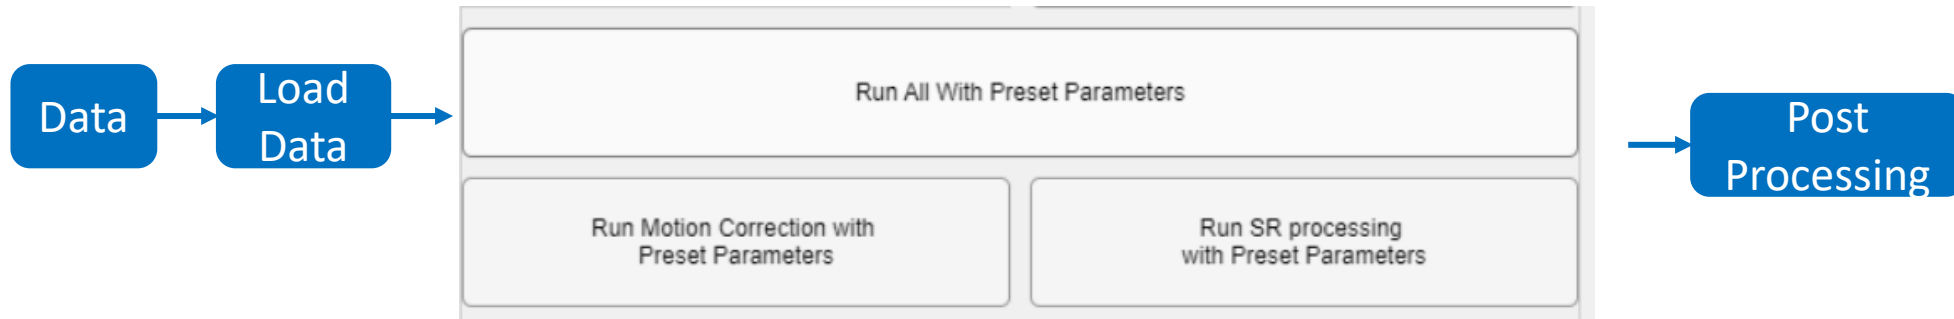 Data
Load
Data
Run All With Preset Parameters
Run Motion Correction with
Preset Parameters
Run SR processing
with Preset Parameters
Post
Processing